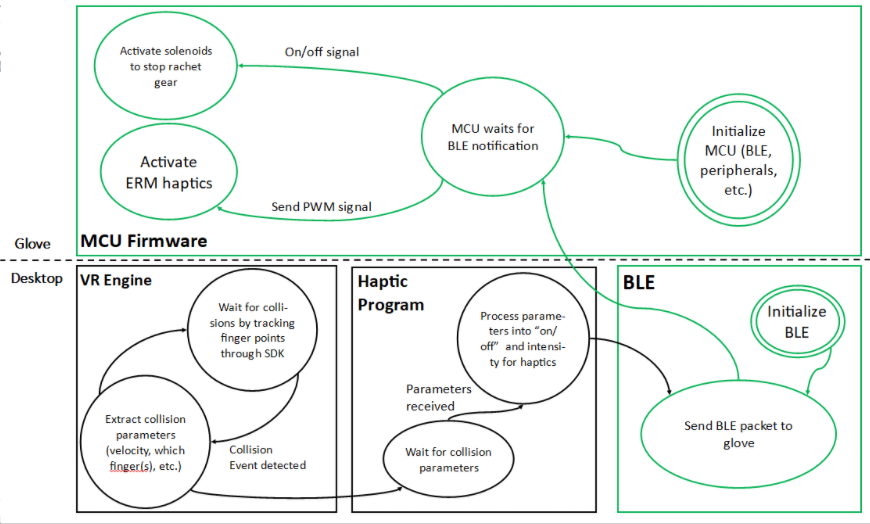 Activate solenoids
to stop rachet
gear
On/off signal
MCU waits for
BLE notification
Initialize
MCU (BLE,
peripherals,
etc.)
Activate
ERM haptics
Send PWM signal
Glove
MCU Firmware
Desktop
VR Engine
Wait for colli-
sions by tracking
finger points
through SDK
Extract collision
parameters
(velocity, which
finger(s), etc.)
Collision
Event detected
Haptic
Program
Process parame-
ters into “on/
off” and intensi-
ty for haptics
Parameters
received
Wait for collision
parameters
BLE
Initialize
BLE
Send BLE packet to
glove